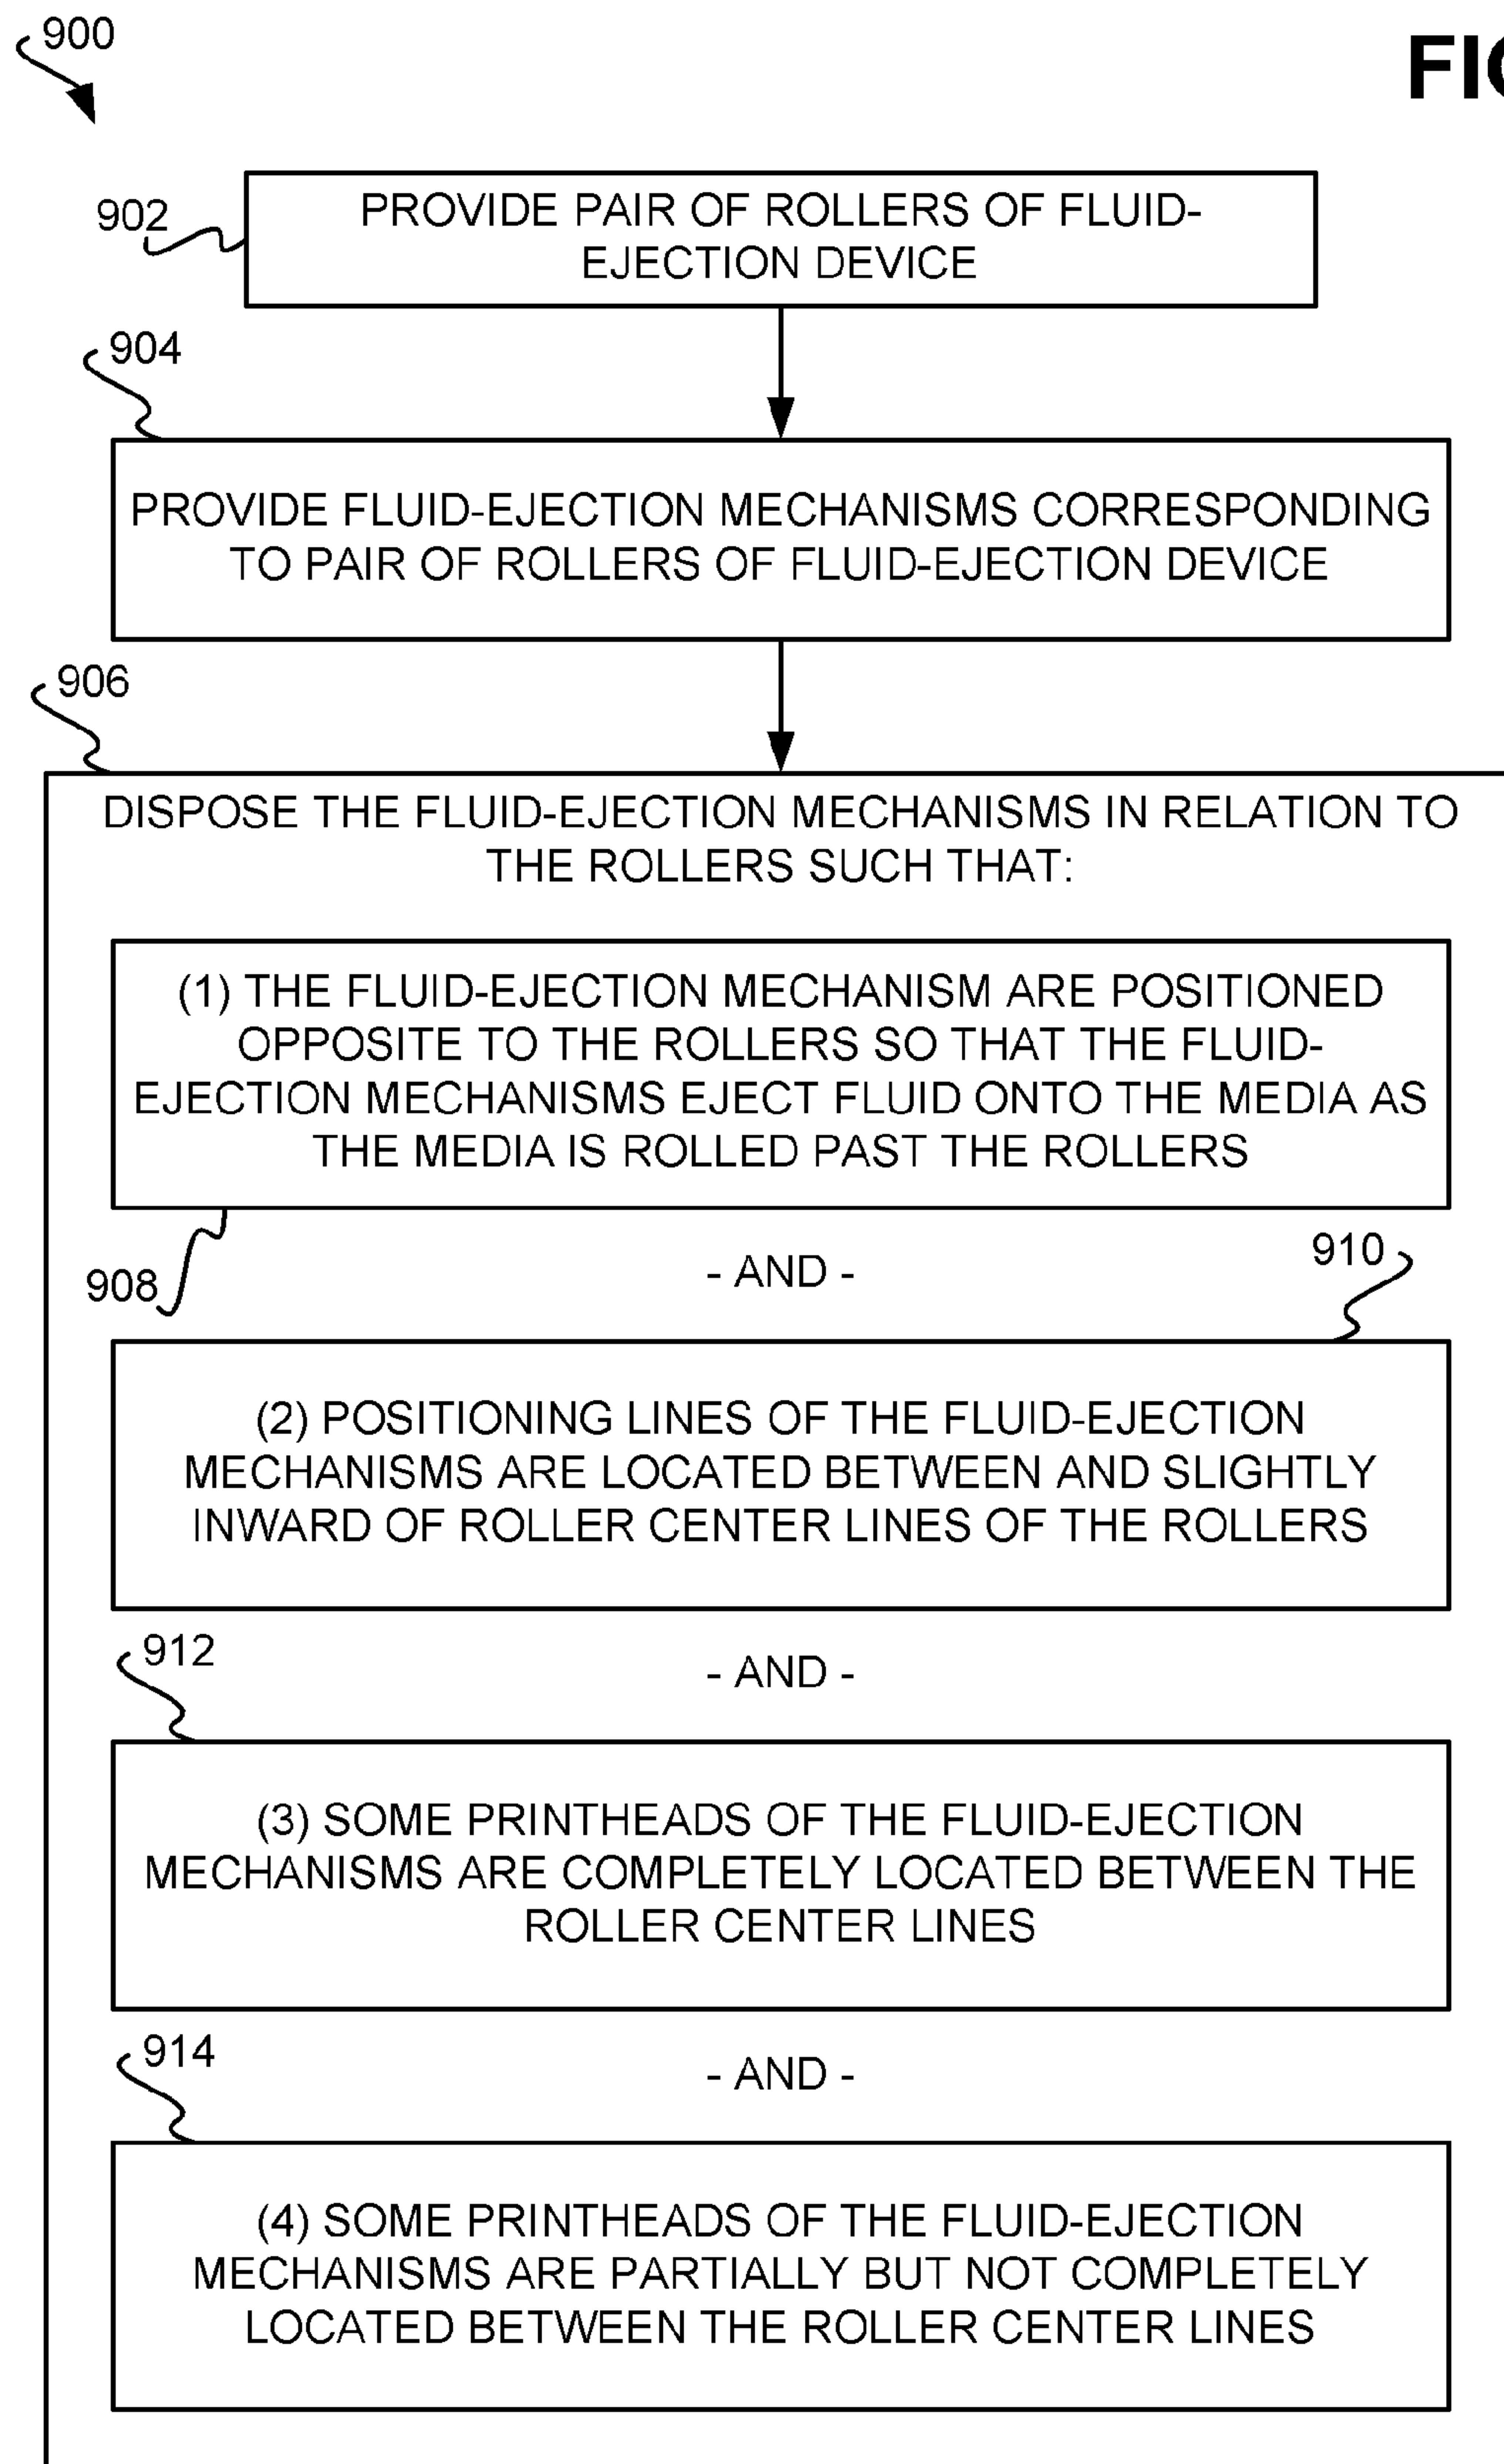 900
FIG
902
PROVIDE PAIR OF ROLLERS OF FLUID-
EJECTION DEVICE
904
PROVIDE FLUID-EJECTION MECHANISMS CORRESPONDING
TO PAIR OF ROLLERS OF FLUID-EJECTION DEVICE
906
DISPOSE THE FLUID-EJECTION MECHANISMS IN RELATION TO
THE ROLLERS SUCH THAT:
(1) THE FLUID-EJECTION MECHANISM ARE POSITIONED
OPPOSITE TO THE ROLLERS SO THAT THE FLUID-
EJECTION MECHANISMS EJECT FLUID ONTO THE MEDIA AS
THE MEDIA IS ROLLED PAST THE ROLLERS
908
- AND -
910
(2) POSITIONING LINES OF THE FLUID-EJECTION
MECHANISMS ARE LOCATED BETWEEN AND SLIGHTLY
INWARD OF ROLLER CENTER LINES OF THE ROLLERS
912
- AND -
(3) SOME PRINTHEADS OF THE FLUID-EJECTION
MECHANISMS ARE COMPLETELY LOCATED BETWEEN THE
ROLLER CENTER LINES
914
- AND -
(4) SOME PRINTHEADS OF THE FLUID-EJECTION
MECHANISMS ARE PARTIALLY BUT NOT COMPLETELY
LOCATED BETWEEN THE ROLLER CENTER LINES